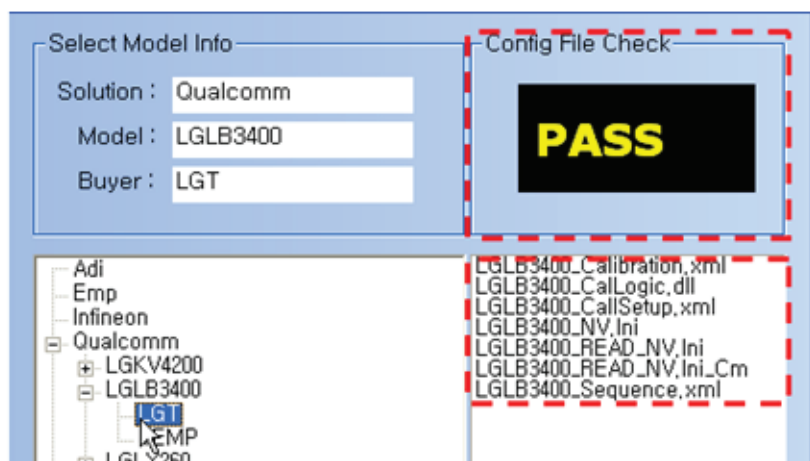 Select Model Info
Solution : Qualcomm
Model : LGLB3400
Buyer : LGT
Config File Check
PASS
Adi
Emp
Infineon
Qualcomm
LGKV4200
LGLB3400
LGT
EMP
LGLB3400_Calibration.xml
LGLB3400_CalLogic.dll
LGLB3400_CallSetup.xml
LGLB3400_NV.Ini
LGLB3400_READ_NV.Ini
LGLB3400_READ_NV.Ini_Cm
LGLB3400_Sequence.xml